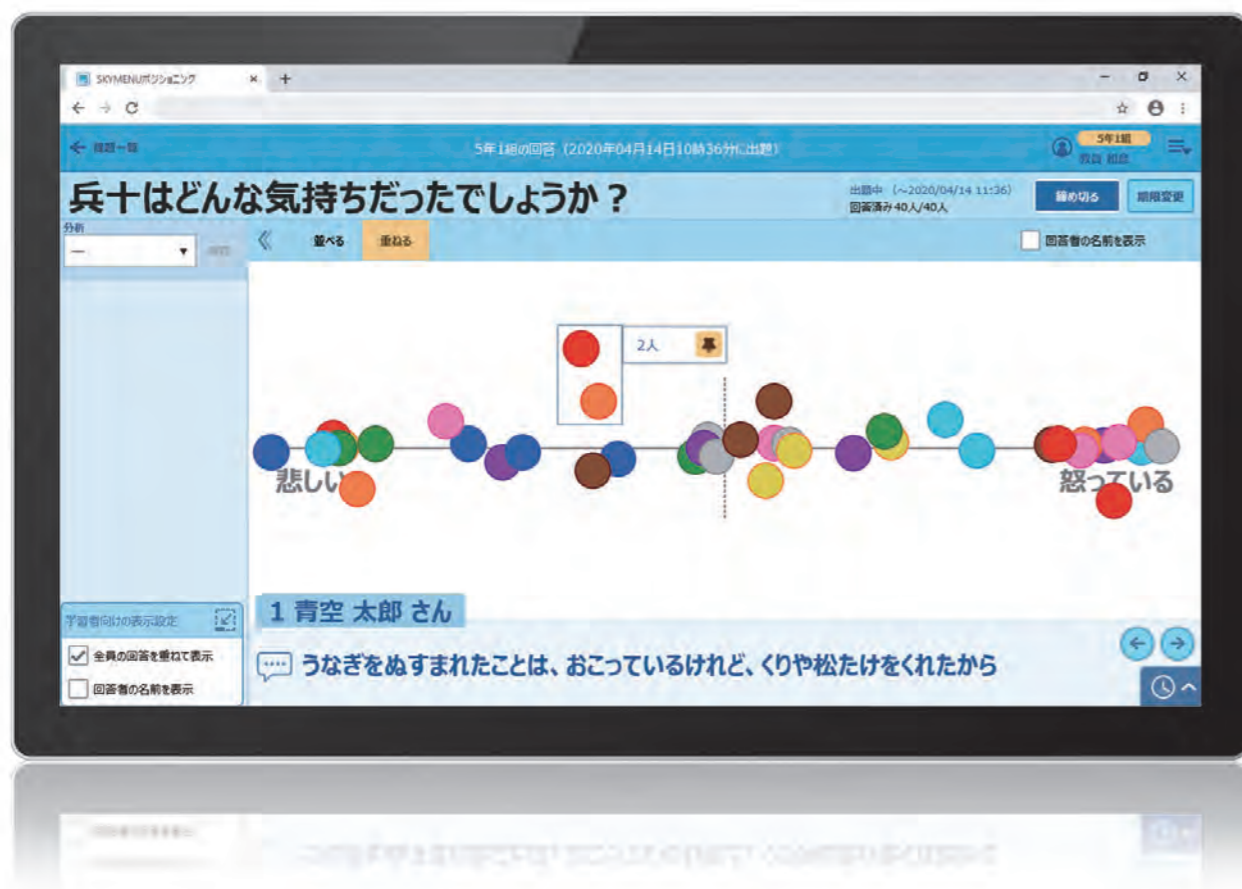 SKYMENUポジショニング
課題一覧
5年1組の回答（2020年04月14日10時36分に出題）
5年1組
兵十はどんな気持ちだったでしょうか？
出題中（～2020/04/14 11:36）
回答済み 40人/40人
締め切る
期限変更
分析
並べる
重ねる
回答者の名前を表示
2人
悲しい
怒っている
1 青空 太郎 さん
うなぎをぬすまれたことは、おこっているけれど、くりや松たけをくれたから
学習者向けの表示設定
全員の回答を重ねて表示
回答者の名前を表示